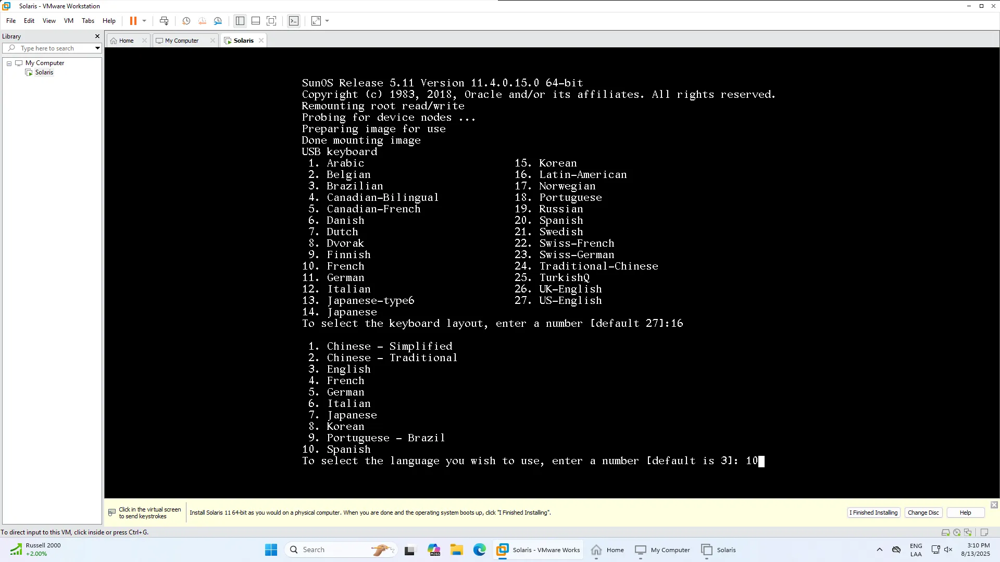 Solaris - VMware Workstation
File Edit View VM Tabs Help
Library
Home My Computer Solaris
Type here to search
My Computer
Solaris
SunOS Release 5.11 Version 11.4.0.15.0 64-bit
Copyright (c) 1983, 2018, Oracle and/or its affiliates. All rights reserved.
Remounting root read/write
Probing for device nodes ...
Preparing image for use
Done mounting image
USB keyboard
1. Arabic 15. Korean
2. Belgian 16. Latin-American
3. Brazilian 17. Norwegian
4. Canadian-Bilingual 18. Portuguese
5. Canadian-French 19. Russian
6. Danish 20. Spanish
7. Dutch 21. Swedish
8. Dvorak 22. Swiss-French
9. Finnish 23. Swiss-German
10. French 24. Traditional-Chinese
11. German 25. TurkishQ
12. Italian 26. UK-English
13. Japanese-type6 27. US-English
14. Japanese
To select the keyboard layout, enter a number [default 27]:16
1. Chinese - Simplified
2. Chinese - Traditional
3. English
4. French
5. German
6. Italian
7. Japanese
8. Korean
9. Portuguese - Brazil
10. Spanish
To select the language you wish to use, enter a number [default is 3]: 10
Click in the virtual screen
to send keystrokes
Install Solaris 11 64-bit as you would on a physical computer. When you are done and the operating system boots up, click "I Finished Installing".
I Finished Installing Change Disc Help
To direct input to this VM, click inside or press Ctrl+G.
Russell 2000
+2.00%
Search
M365
Solaris - VMware Works
Home
My Computer
Solaris
ENG
LAA
3:10 PM
8/13/2025